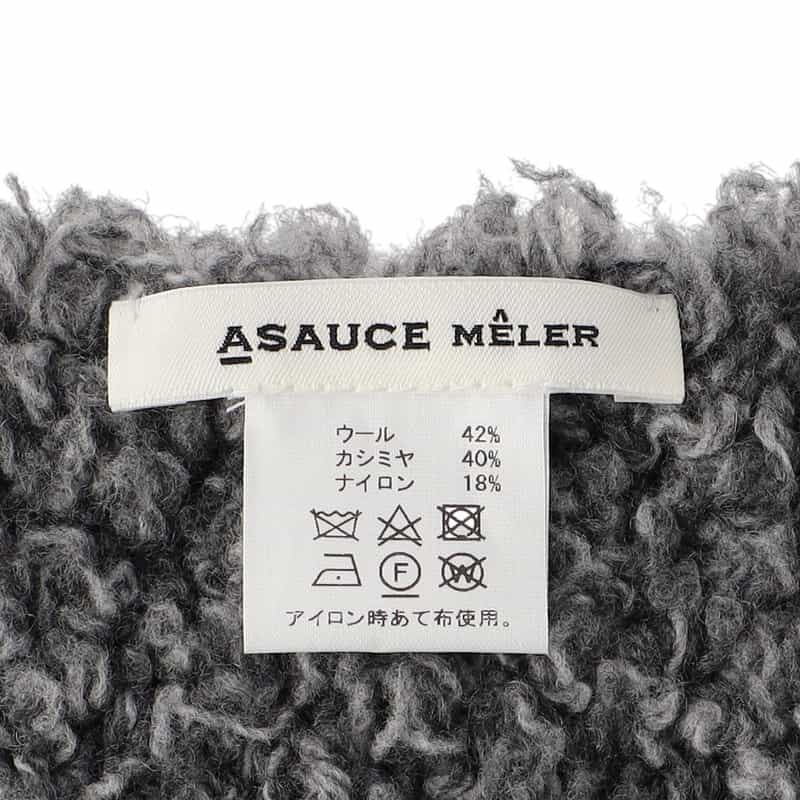 ASAUCE MÊLER
ウール 42%
カシミヤ 40%
ナイロン 18%
F W
アイロン時あて布使用。